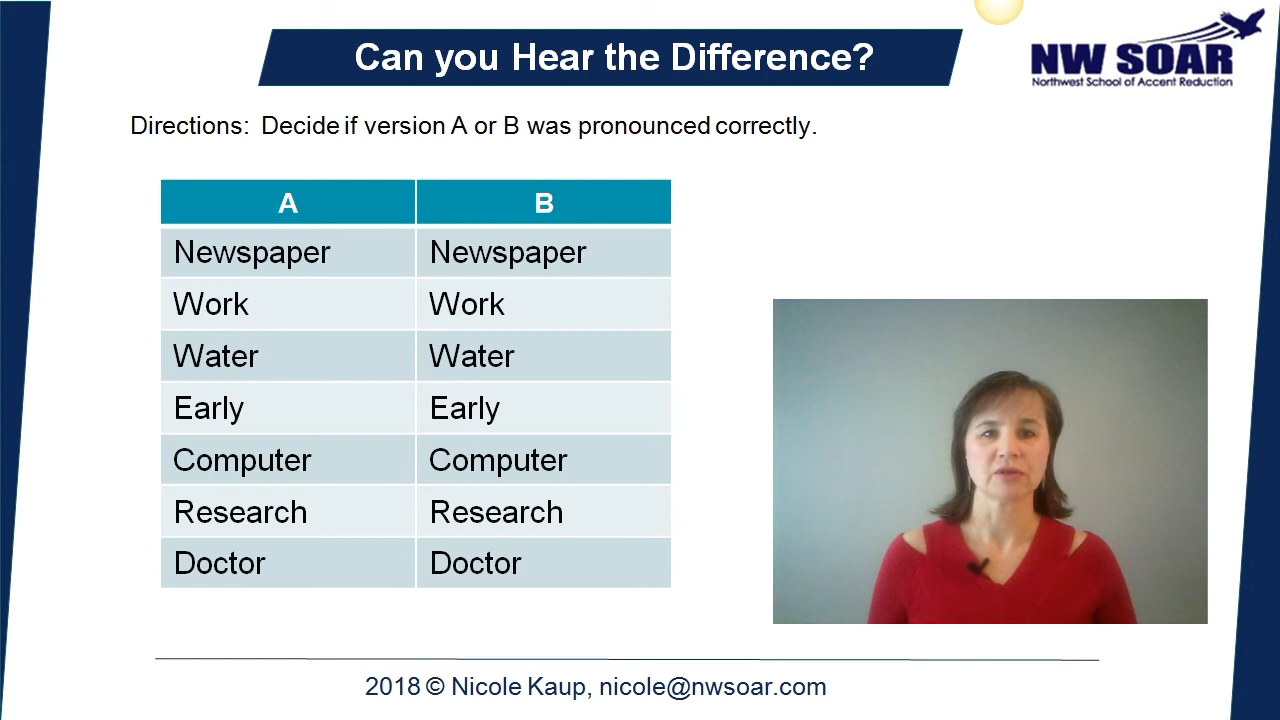 Can you Hear the Difference?
NW SOAR
Northwest School of Accent Reduction
Directions: Decide if version A or B was pronounced correctly.
A B
Newspaper Newspaper
Work Work
Water Water
Early Early
Computer Computer
Research Research
Doctor Doctor
2018 © Nicole Kaup, nicole@nwsoar.com